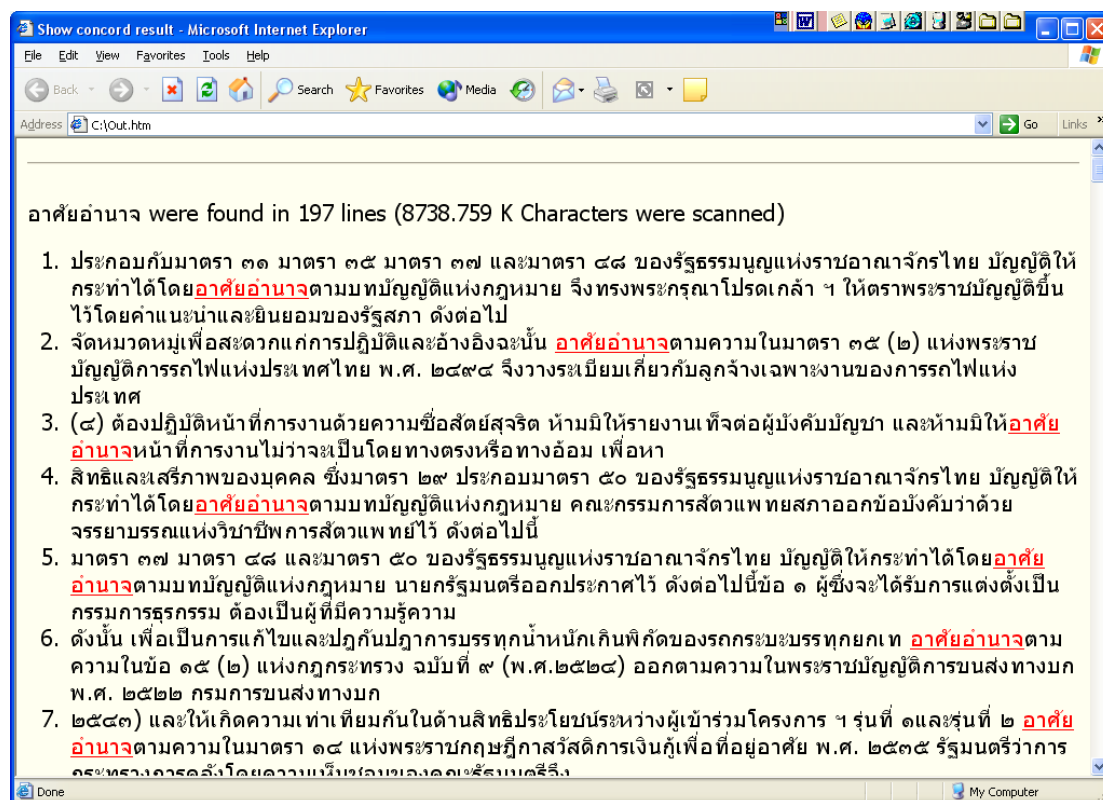 Show concord result - Microsoft Internet Explorer
File Edit View Favorites Tools Help
Back Search Favorites Media
Address C:\Out.htm Go Links »
อาศัยอำนาจ were found in 197 lines (8738.759 K Characters were scanned)
1. ประกอบกับมาตรา ๓๑ มาตรา ๓๕ มาตรา ๓๗ และมาตรา ๔๘ ของรัฐธรรมนูญแห่งราชอาณาจักรไทย บัญญัติให้
กระทำได้โดยอาศัยอำนาจตามบทบัญญัติแห่งกฎหมาย จึงทรงพระกรุณาโปรดเกล้า ฯ ให้ตราพระราชบัญญัติขึ้น
ไว้โดยคำแนะนำและยินยอมของรัฐสภา ดังต่อไป
2. จัดหมวดหมู่เพื่อสะดวกแก่การปฏิบัติและอ้างอิงฉะนั้น อาศัยอำนาจตามความในมาตรา ๓๕ (๒) แห่งพระราช
บัญญัติการรถไฟแห่งประเทศไทย พ.ศ. ๒๔๙๔ จึงวางระเบียบเกี่ยวกับลูกจ้างเฉพาะงานของการรถไฟแห่ง
ประเทศ
3. (๔) ต้องปฏิบัติหน้าที่การงานด้วยความซื่อสัตย์สุจริต ห้ามมิให้รายงานเท็จต่อผู้บังคับบัญชา และห้ามมิให้อาศัย
อำนาจหน้าที่การงานไม่ว่าจะเป็นโดยทางตรงหรือทางอ้อม เพื่อหา
4. สิทธิและเสรีภาพของบุคคล ซึ่งมาตรา ๒๙ ประกอบมาตรา ๕๐ ของรัฐธรรมนูญแห่งราชอาณาจักรไทย บัญญัติให้
กระทำได้โดยอาศัยอำนาจตามบทบัญญัติแห่งกฎหมาย คณะกรรมการสัตวแพทยสภาออกข้อบังคับว่าด้วย
จรรยาบรรณแห่งวิชาชีพการสัตวแพทย์ไว้ ดังต่อไปนี้
5. มาตรา ๓๗ มาตรา ๔๘ และมาตรา ๕๐ ของรัฐธรรมนูญแห่งราชอาณาจักรไทย บัญญัติให้กระทำได้โดยอาศัย
อำนาจตามบทบัญญัติแห่งกฎหมาย นายกรัฐมนตรีออกประกาศไว้ ดังต่อไปนี้ข้อ ๑ ผู้ซึ่งจะได้รับการแต่งตั้งเป็น
กรรมการธุรกรรม ต้องเป็นผู้ที่มีความรู้ความ
6. ดังนั้น เพื่อเป็นการแก้ไขและปฎกันปฎาการบรรทุกน้ำหนักเกินพิกัดของรถกระบะบรรทุกยกเท อาศัยอำนาจตาม
ความในข้อ ๑๕ (๒) แห่งกฎกระทรวง ฉบับที่ ๙ (พ.ศ.๒๕๒๔) ออกตามความในพระราชบัญญัติการขนส่งทางบก
พ.ศ. ๒๕๒๒ กรมการขนส่งทางบก
7. ๒๕๔๓) และให้เกิดความเท่าเทียมกันในด้านสิทธิประโยชน์ระหว่างผู้เข้าร่วมโครงการ ฯ รุ่นที่ ๑และรุ่นที่ ๒ อาศัย
อำนาจตามความในมาตรา ๑๔ แห่งพระราชกฤษฎีกาสวัสดิการเงินกู้เพื่อที่อยู่อาศัย พ.ศ. ๒๕๓๕ รัฐมนตรีว่าการ
กระทรวงการคลังโดยความเห็นชอบของคณะรัฐมนตรีจึง
Done My Computer